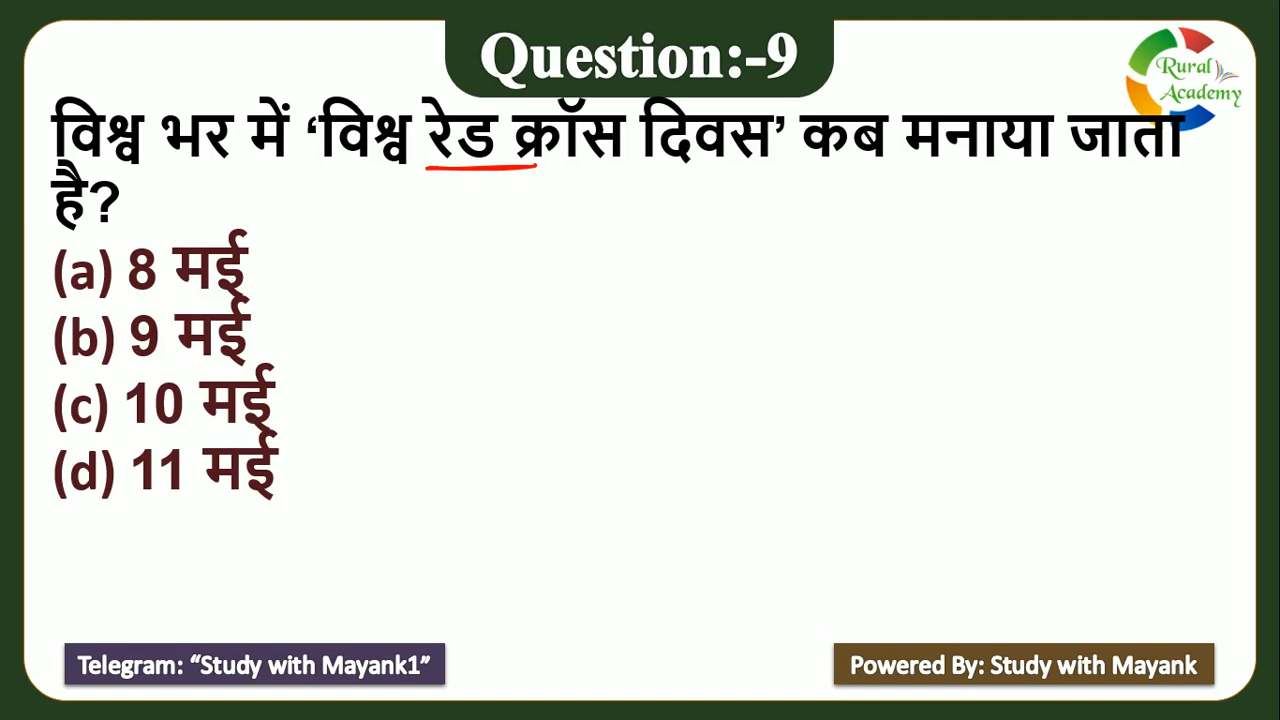 Question:-9
Rural
Academy
विश्व भर में ‘विश्व रेड क्रॉस दिवस’ कब मनाया जाता
है?
(a) 8 मई
(b) 9 मई
(c) 10 मई
(d) 11 मई
Telegram: “Study with Mayank1”
Powered By: Study with Mayank